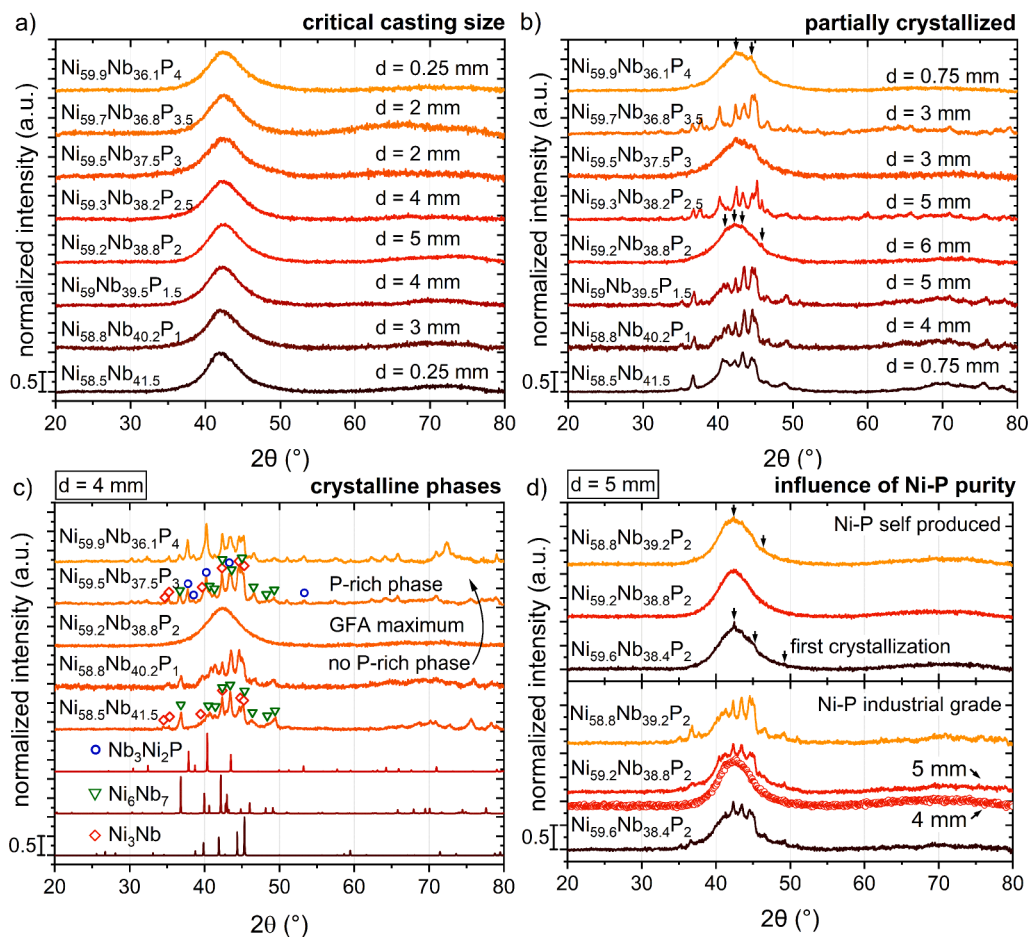 a)
critical casting size
normalized intensity (a.u.)
Ni59.9Nb36.1P4
d = 0.25 mm
Ni59.7Nb36.8P3.5
d = 2 mm
Ni59.5Nb37.5P3
d = 2 mm
Ni59.3Nb38.2P2.5
d = 4 mm
Ni59.2Nb38.8P2
d = 5 mm
Ni59Nb39.5P1.5
d = 4 mm
Ni58.8Nb40.2P1
d = 3 mm
Ni58.5Nb41.5
d = 0.25 mm
0.5
20 30 40 50 60 70 80
2θ (°)
b)
partially crystallized
normalized intensity (a.u.)
Ni59.9Nb36.1P4
d = 0.75 mm
Ni59.7Nb36.8P3.5
d = 3 mm
Ni59.5Nb37.5P3
d = 3 mm
Ni59.3Nb38.2P2.5
d = 5 mm
Ni59.2Nb38.8P2
d = 6 mm
Ni59Nb39.5P1.5
d = 5 mm
Ni58.8Nb40.2P1
d = 4 mm
Ni58.5Nb41.5
d = 0.75 mm
0.5
20 30 40 50 60 70 80
2θ (°)
c)
d = 4 mm
crystalline phases
normalized intensity (a.u.)
Ni59.9Nb36.1P4
Ni59.5Nb37.5P3
P-rich phase
Ni59.2Nb38.8P2
GFA maximum
Ni58.8Nb40.2P1
no P-rich phase
Ni58.5Nb41.5
Nb3Ni2P
Ni6Nb7
Ni3Nb
0.5
20 30 40 50 60 70 80
2θ (°)
d)
d = 5 mm
influence of Ni-P purity
normalized intensity (a.u.)
Ni-P self produced
Ni58.8Nb39.2P2
Ni59.2Nb38.8P2
Ni59.6Nb38.4P2
first crystallization
normalized intensity (a.u.)
Ni-P industrial grade
Ni58.8Nb39.2P2
Ni59.2Nb38.8P2
5 mm
4 mm
Ni59.6Nb38.4P2
0.5
20 30 40 50 60 70 80
2θ (°)